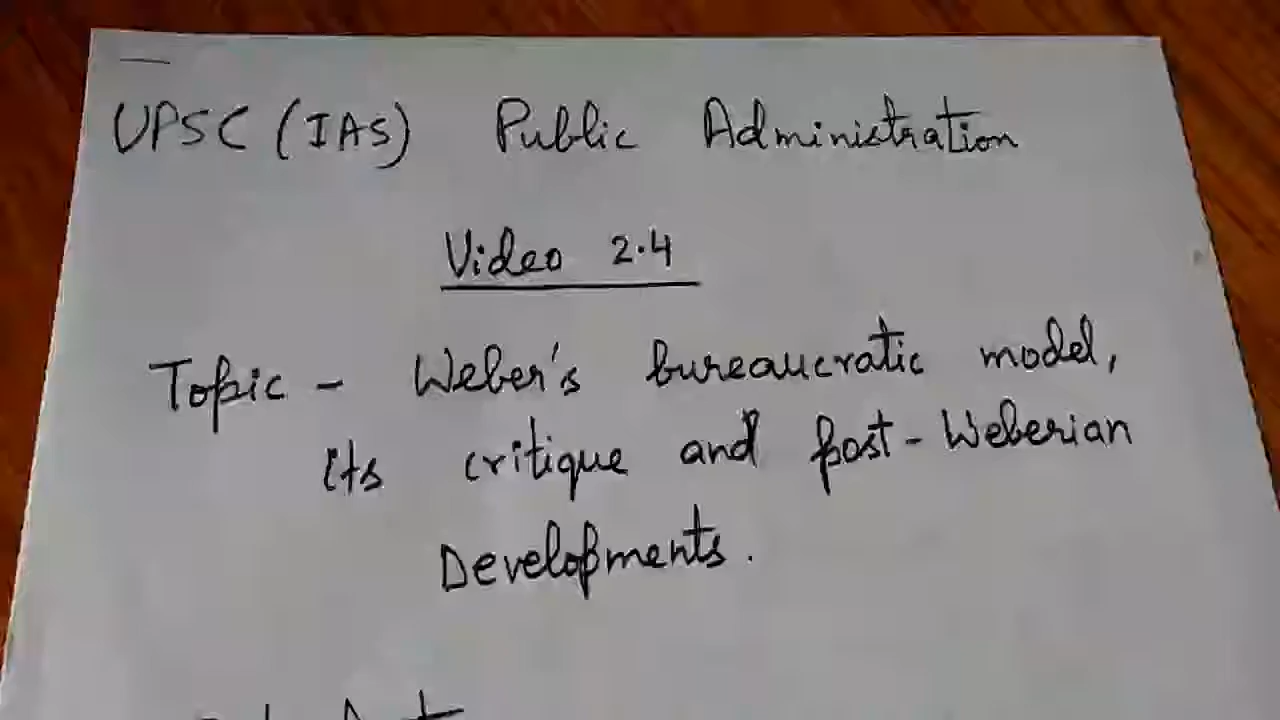 UPSC (IAS) Public Administration
Video 2.4
Topic - Weber's bureaucratic model,
its critique and post-Weberian
Developments.